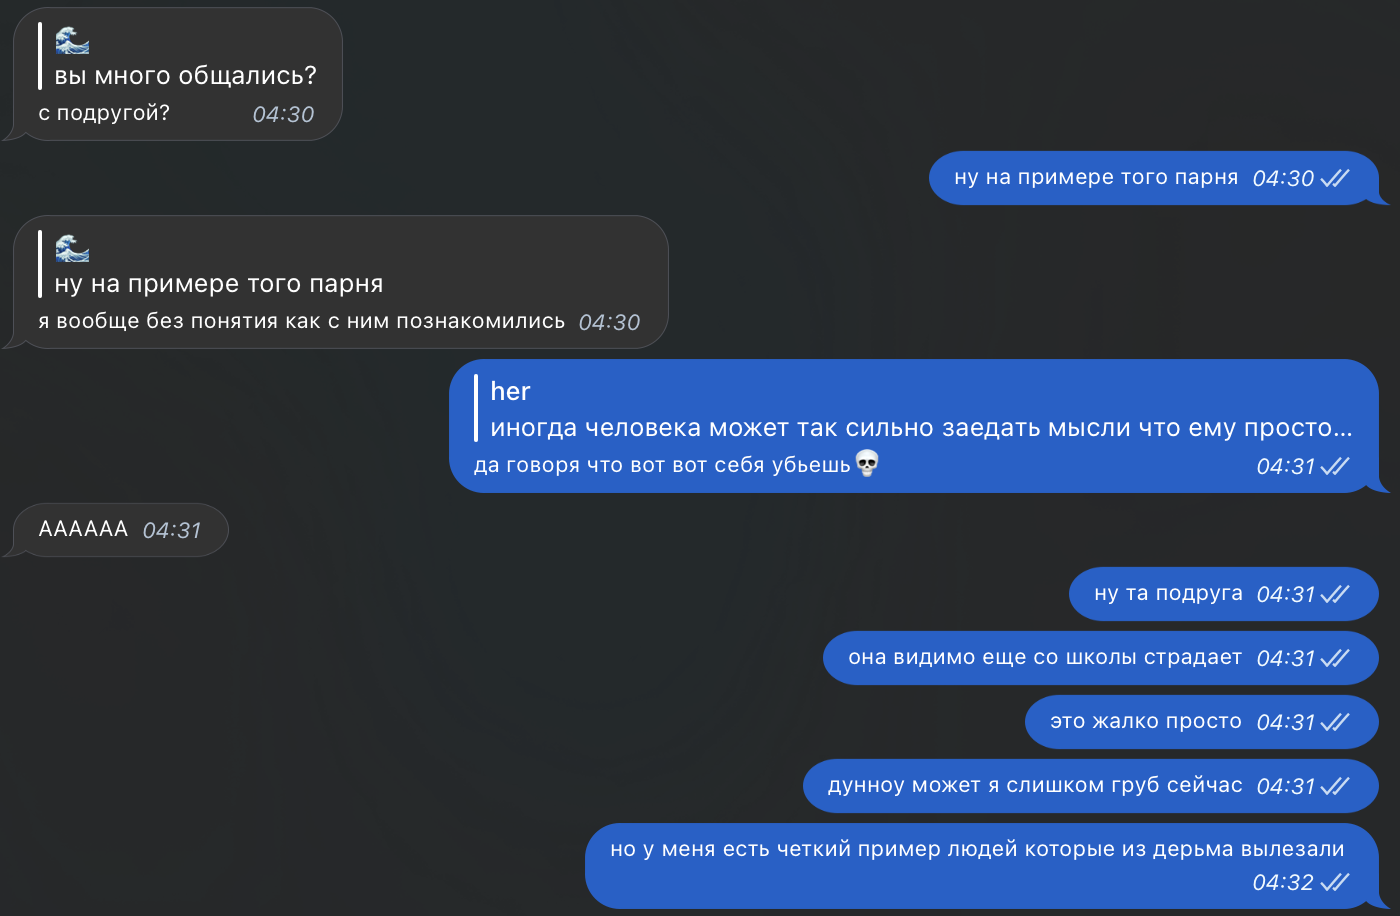 🌊
вы много общались?
с подругой? 04:30
ну на примере того парня 04:30
🌊
ну на примере того парня
я вообще без понятия как с ним познакомились 04:30
her
иногда человека может так сильно заедать мысли что ему просто...
да говоря что вот вот себя убьешь💀 04:31
АААААА 04:31
ну та подруга 04:31
она видимо еще со школы страдает 04:31
это жалко просто 04:31
дунноу может я слишком груб сейчас 04:31
но у меня есть четкий пример людей которые из дерьма вылезали
04:32